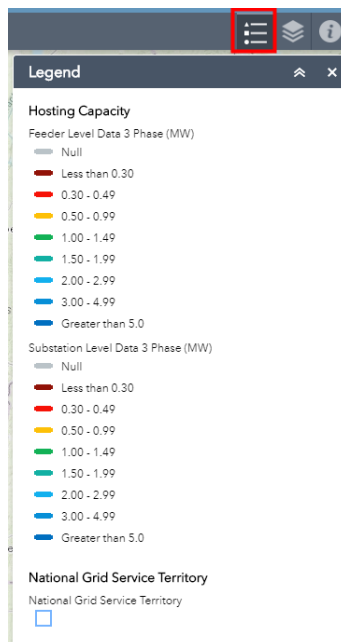 Legend
Hosting Capacity
Feeder Level Data 3 Phase (MW)
Null
Less than 0.30
0.30 - 0.49
0.50 - 0.99
1.00 - 1.49
1.50 - 1.99
2.00 - 2.99
3.00 - 4.99
Greater than 5.0
Substation Level Data 3 Phase (MW)
Null
Less than 0.30
0.30 - 0.49
0.50 - 0.99
1.00 - 1.49
1.50 - 1.99
2.00 - 2.99
3.00 - 4.99
Greater than 5.0
National Grid Service Territory
National Grid Service Territory